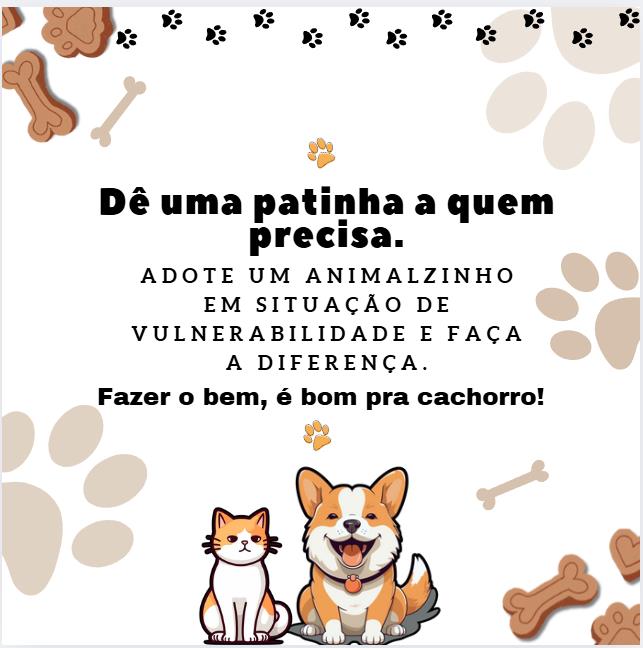 Dê uma patinha a quem
precisa.
ADOTE UM ANIMALZINHO
EM SITUAÇÃO DE
VULNERABILIDADE E FAÇA
A DIFERENÇA.
Fazer o bem, é bom pra cachorro!